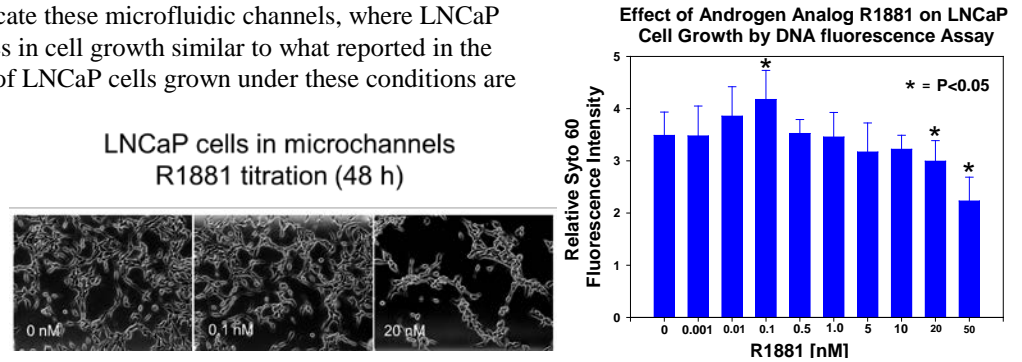 cate these microfluidic channels, where LNCaP
s in cell growth similar to what reported in the
of LNCaP cells grown under these conditions are
LNCaP cells in microchannels
R1881 titration (48 h)
0 nM
0.1 nM
20 nM
Effect of Androgen Analog R1881 on LNCaP
Cell Growth by DNA fluorescence Assay
* = P<0.05
Relative Syto 60
Fluorescence Intensity
5
4
3
2
1
0
*
*
*
0 0.001 0.01 0.1 0.5 1.0 5 10 20 50
R1881 [nM]